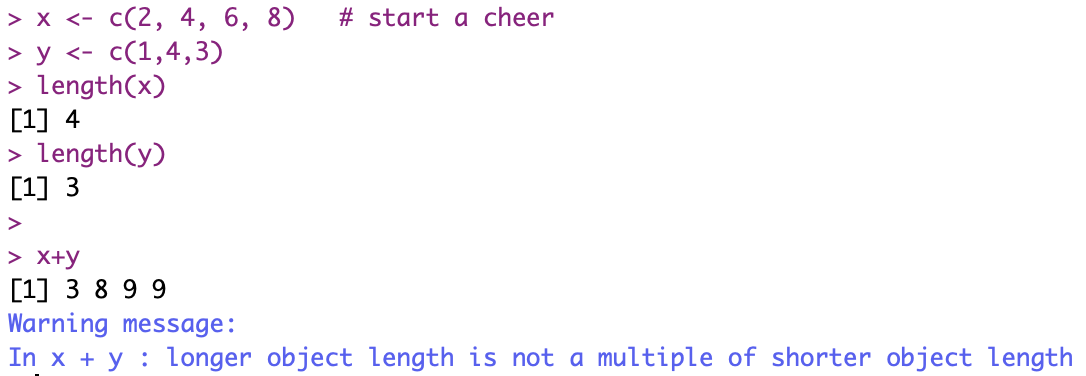 > x <- c(2, 4, 6, 8)   # start a cheer
> y <- c(1,4,3)
> length(x)
[1] 4
> length(y)
[1] 3
>
> x+y
[1] 3 8 9 9
Warning message:
In x + y : longer object length is not a multiple of shorter object length